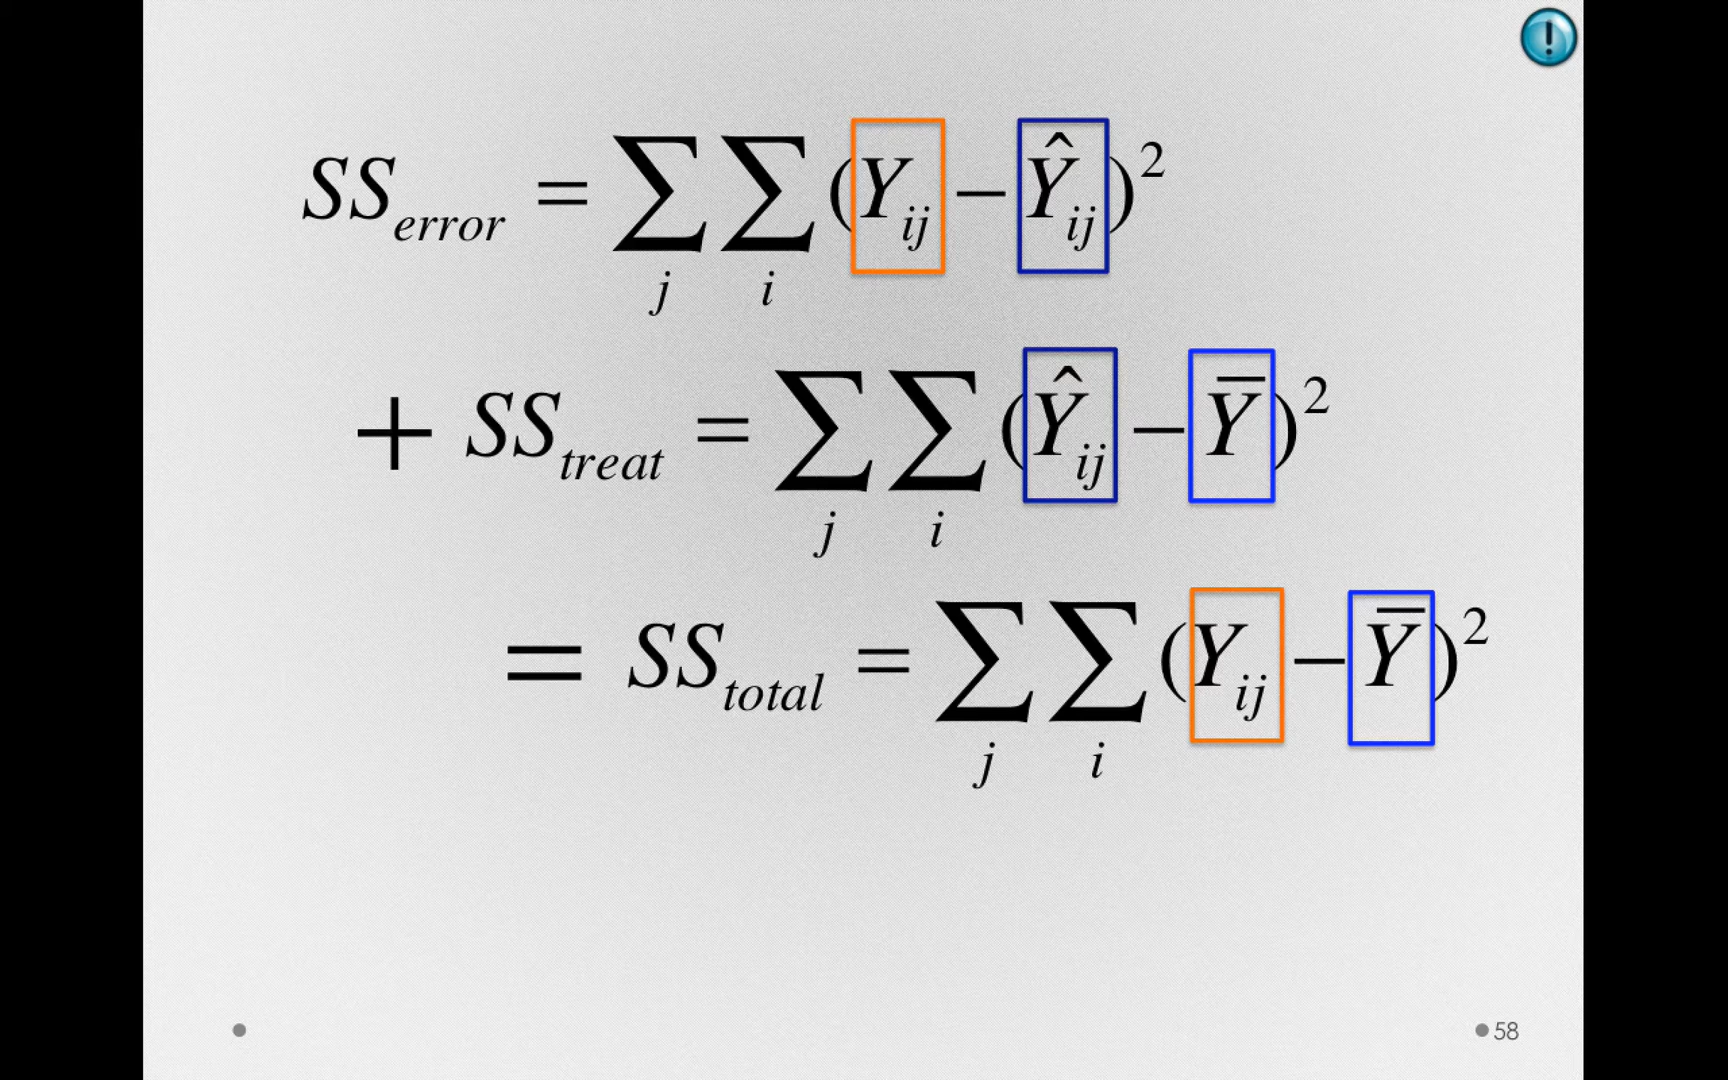 SS_error = ∑_j ∑_i (Y_ij − Ŷ_ij)²
+ SS_treat = ∑_j ∑_i (Ŷ_ij − Y̅)²
= SS_total = ∑_j ∑_i (Y_ij − Y̅)²
58